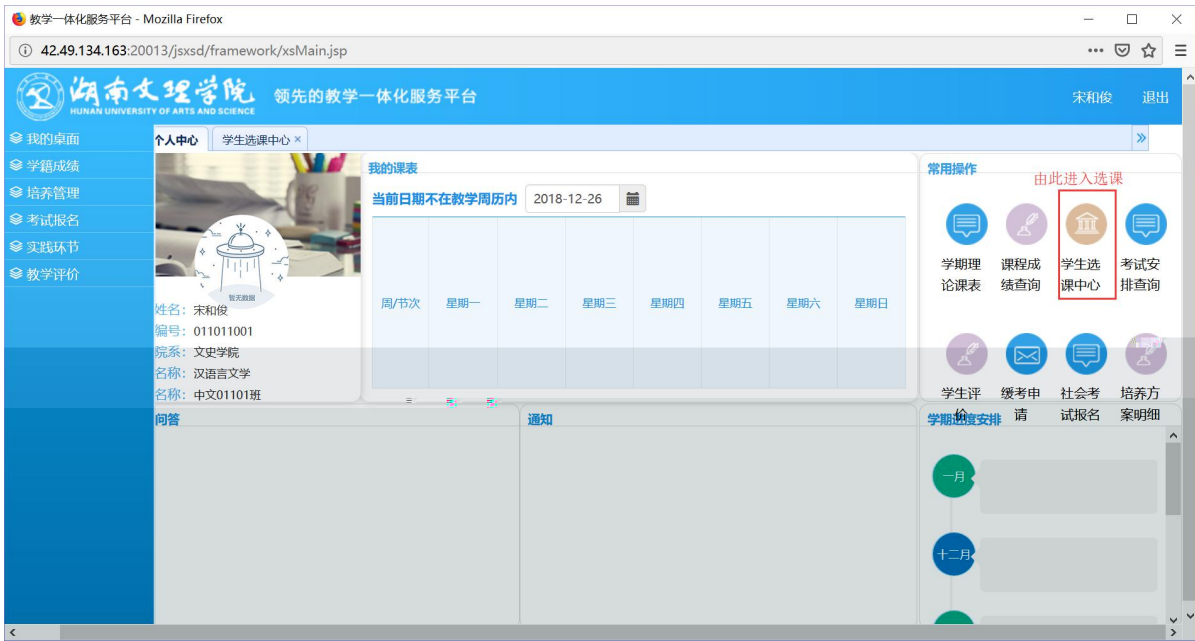 教学一体化服务平台 - Mozilla Firefox
42.49.134.163:20013/jsxsd/framework/xsMain.jsp
湖南文理学院
HUNAN UNIVERSITY OF ARTS AND SCIENCE
领先的教学一体化服务平台
宋和俊 退出
我的桌面
学籍成绩
培养管理
考试报名
实践环节
教学评价
个人中心 学生选课中心 ×
暂无数据
姓名: 宋和俊
编号: 011011001
院系: 文史学院
名称: 汉语言文学
名称: 中文01101班
我的课表
当前日期不在教学周历内 2018-12-26
周/节次 星期一 星期二 星期三 星期四 星期五 星期六 星期日
常用操作
由此进入选课
学期理论课表
课程成绩查询
学生选课中心
考试安排查询
学生评价
缓考申请
社会考试报名
培养方案明细
问答
通知
学期进度安排
一月
十二月